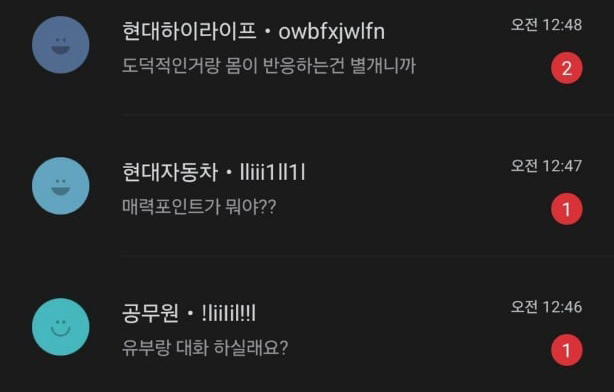 현대하이라이프 • owbfxjwlfn
오전 12:48
도덕적인거랑 몸이 반응하는건 별개니까
2
현대자동차 • lliii1ll1l
오전 12:47
매력포인트가 뭐야??
1
공무원 • !liiIil!!l
오전 12:46
유부랑 대화 하실래요?
1